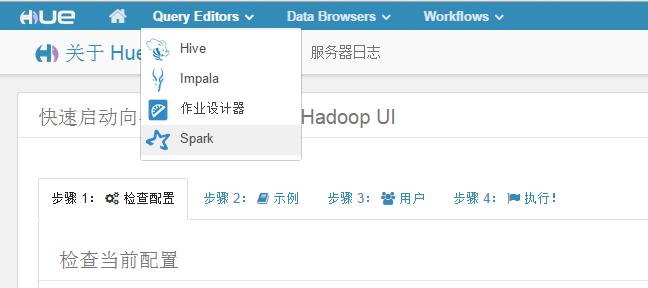 HUE Query Editors Data Browsers Workflows
关于 Hue 服务器日志
Hive
Impala
作业设计器
Spark
快速启动向 Hadoop UI
步骤 1： 检查配置 步骤 2： 示例 步骤 3： 用户 步骤 4： 执行！
检查当前配置